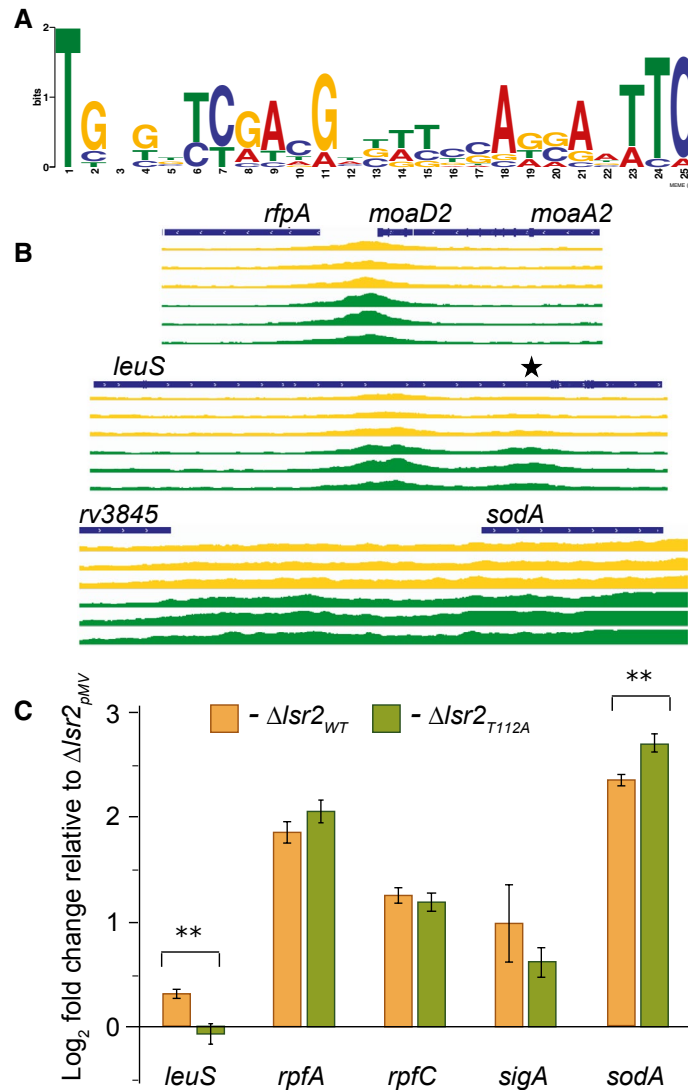 A
2
1
0
bits
1 2 3 4 5 6 7 8 9 10 11 12 13 14 15 16 17 18 19 20 21 22 23 24 25
B
rfpA moaD2 moaA2
leuS ★
rv3845 sodA
C
Log2 fold change relative to Δlsr2pMV
3
2
1
0
- Δlsr2WT - Δlsr2T112A
**
**
leuS rpfA rpfC sigA sodA